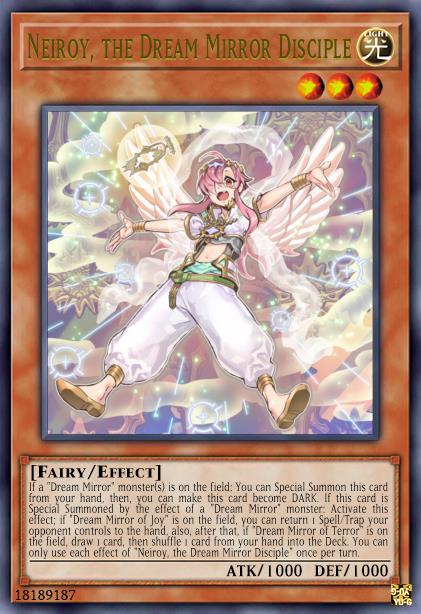 NEIROY, THE DREAM MIRROR DISCIPLE
LIGHT
光
[FAIRY/EFFECT]
If a "Dream Mirror" monster(s) is on the field: You can Special Summon this card
from your hand, then, you can make this card become DARK. If this card is
Special Summoned by the effect of a "Dream Mirror" monster: Activate this
effect; if "Dream Mirror of Joy" is on the field, you can return 1 Spell/Trap your
opponent controls to the hand, also, after that, if "Dream Mirror of Terror" is on
the field, draw 1 card, then shuffle 1 card from your hand into the Deck. You can
only use each effect of "Neiroy, the Dream Mirror Disciple" once per turn.
ATK/1000 DEF/1000
18189187